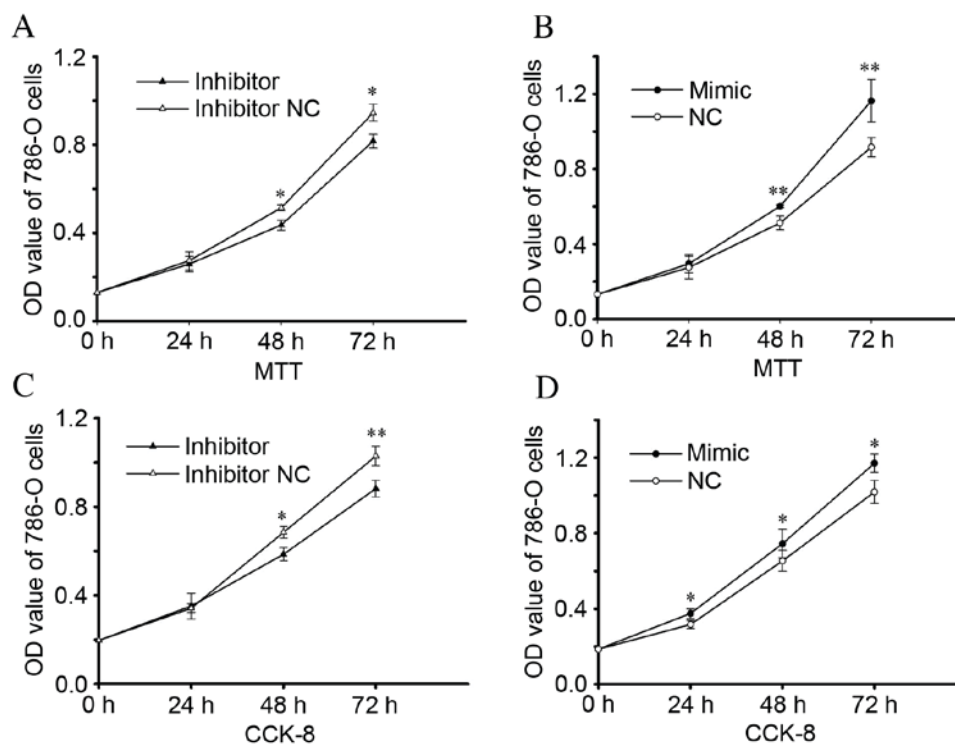 A
OD value of 786-O cells
1.2
0.8
0.4
0.0
Inhibitor
Inhibitor NC
*
*
0 h 24 h 48 h 72 h
MTT
B
OD value of 786-O cells
1.2
0.8
0.4
0.0
Mimic
NC
**
**
0 h 24 h 48 h 72 h
MTT
C
OD value of 786-O cells
1.2
0.8
0.4
0.0
Inhibitor
Inhibitor NC
**
*
0 h 24 h 48 h 72 h
CCK-8
D
OD value of 786-O cells
1.2
0.8
0.4
0.0
Mimic
NC
*
*
*
0 h 24 h 48 h 72 h
CCK-8